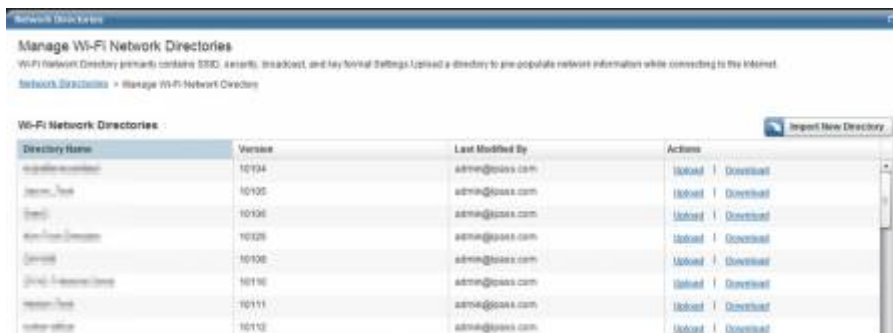 Network Directories
Manage Wi-Fi Network Directories
Wi-Fi Network Directory primarily contains SSID, security, broadcast, and key format Settings.Upload a directory to pre-populate network information while connecting to the Internet.
Network Directories > Manage Wi-Fi Network Directory
Wi-Fi Network Directories
Import New Directory
Directory Name Version Last Modified By Actions
10104 admin@ipass.com Upload | Download
10105 admin@ipass.com Upload | Download
10106 admin@ipass.com Upload | Download
admin@ipass.com Upload | Download
10108 admin@ipass.com Upload | Download
10110 admin@ipass.com Upload | Download
10111 admin@ipass.com Upload | Download
10112 admin@ipass.com Upload | Download